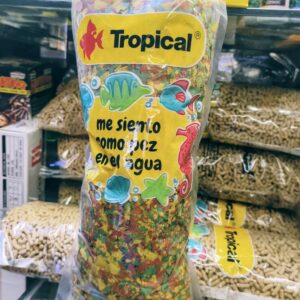 Tropical®
me siento
como pez
en el agua
Tropical